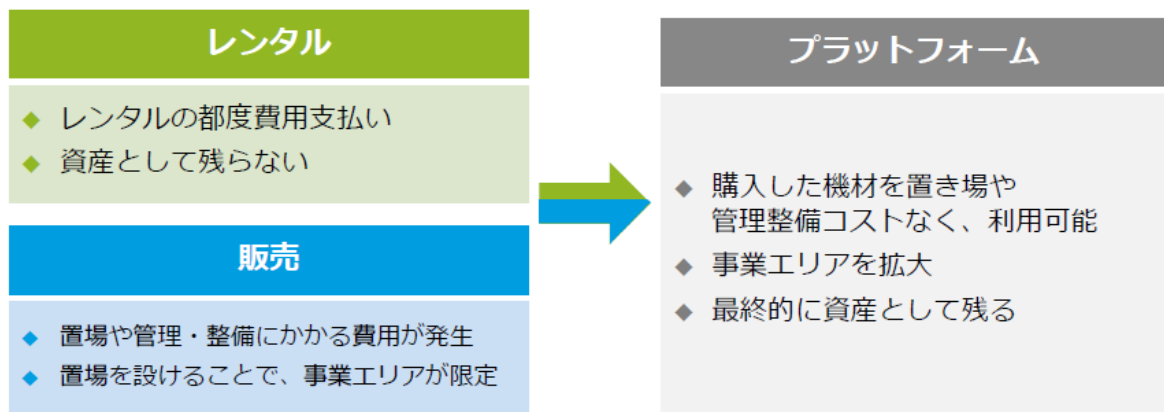 レンタル
◆ レンタルの都度費用支払い
◆ 資産として残らない
販売
◆ 置場や管理・整備にかかる費用が発生
◆ 置場を設けることで、事業エリアが限定
プラットフォーム
◆ 購入した機材を置き場や
管理整備コストなく、利用可能
◆ 事業エリアを拡大
◆ 最終的に資産として残る